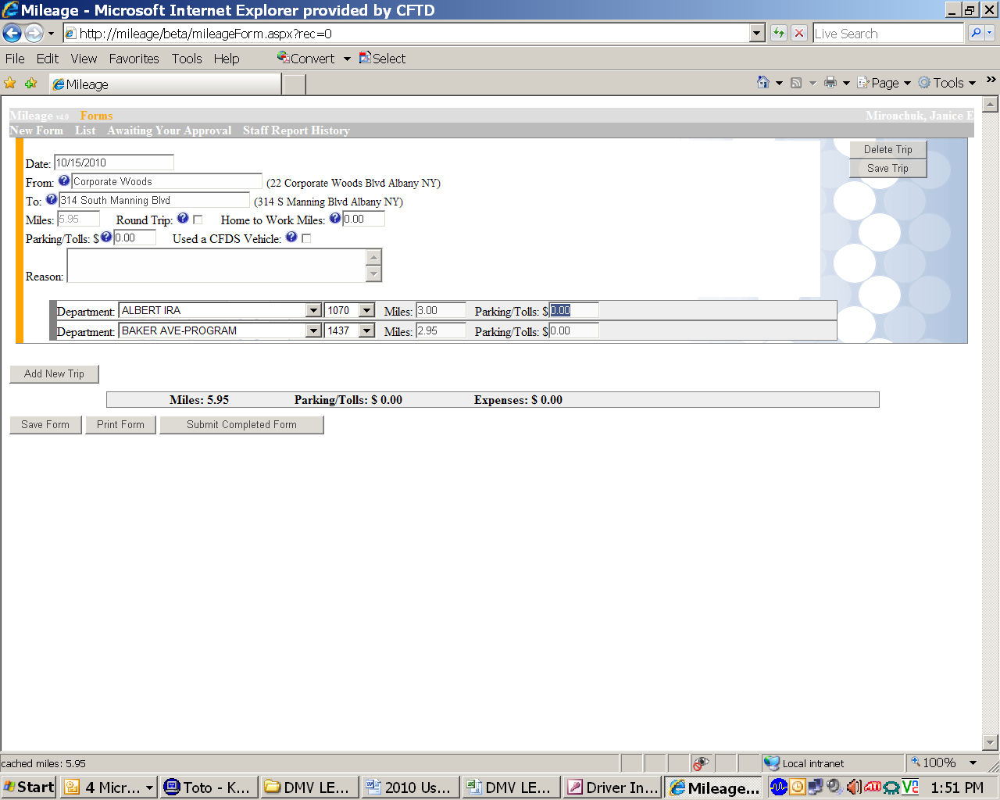 Mileage - Microsoft Internet Explorer provided by CFTD
http://mileage/beta/mileageForm.aspx?rec=0
Live Search
File Edit View Favorites Tools Help Convert Select
Mileage
Page Tools
Mileage v4.0 Forms Mironchuk, Janice E
New Form List Awaiting Your Approval Staff Report History
Delete Trip
Date: 10/15/2010
Save Trip
From: Corporate Woods (22 Corporate Woods Blvd Albany NY)
To: 314 South Manning Blvd (314 S Manning Blvd Albany NY)
Miles: 5.95 Round Trip: Home to Work Miles: 0.00
Parking/Tolls: $ 0.00 Used a CFDS Vehicle:
Reason:
Department: ALBERT IRA 1070 Miles: 3.00 Parking/Tolls: $ 0.00
Department: BAKER AVE-PROGRAM 1437 Miles: 2.95 Parking/Tolls: $ 0.00
Add New Trip
Miles: 5.95 Parking/Tolls: $ 0.00 Expenses: $ 0.00
Save Form Print Form Submit Completed Form
cached miles: 5.95 Local intranet 100%
Start 4 Micr... Toto - K... DMV LE... 2010 Us... DMV LE... Driver In... Mileage... 1:51 PM